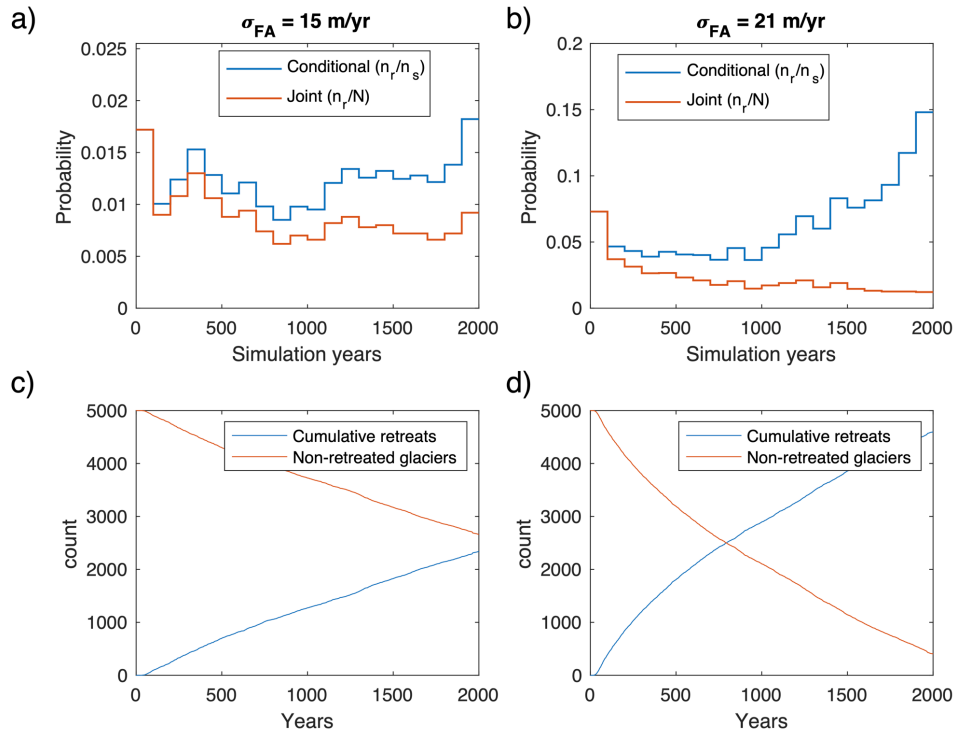 a)
σFA = 15 m/yr
0.025
0.02
0.015
0.01
0.005
0
Probability
Conditional (nr/ns)
Joint (nr/N)
0 500 1000 1500 2000
Simulation years
b)
σFA = 21 m/yr
0.2
0.15
0.1
0.05
0
Probability
Conditional (nr/ns)
Joint (nr/N)
0 500 1000 1500 2000
Simulation years
c)
5000
4000
3000
2000
1000
0
count
Cumulative retreats
Non-retreated glaciers
0 500 1000 1500 2000
Years
d)
5000
4000
3000
2000
1000
0
count
Cumulative retreats
Non-retreated glaciers
0 500 1000 1500 2000
Years